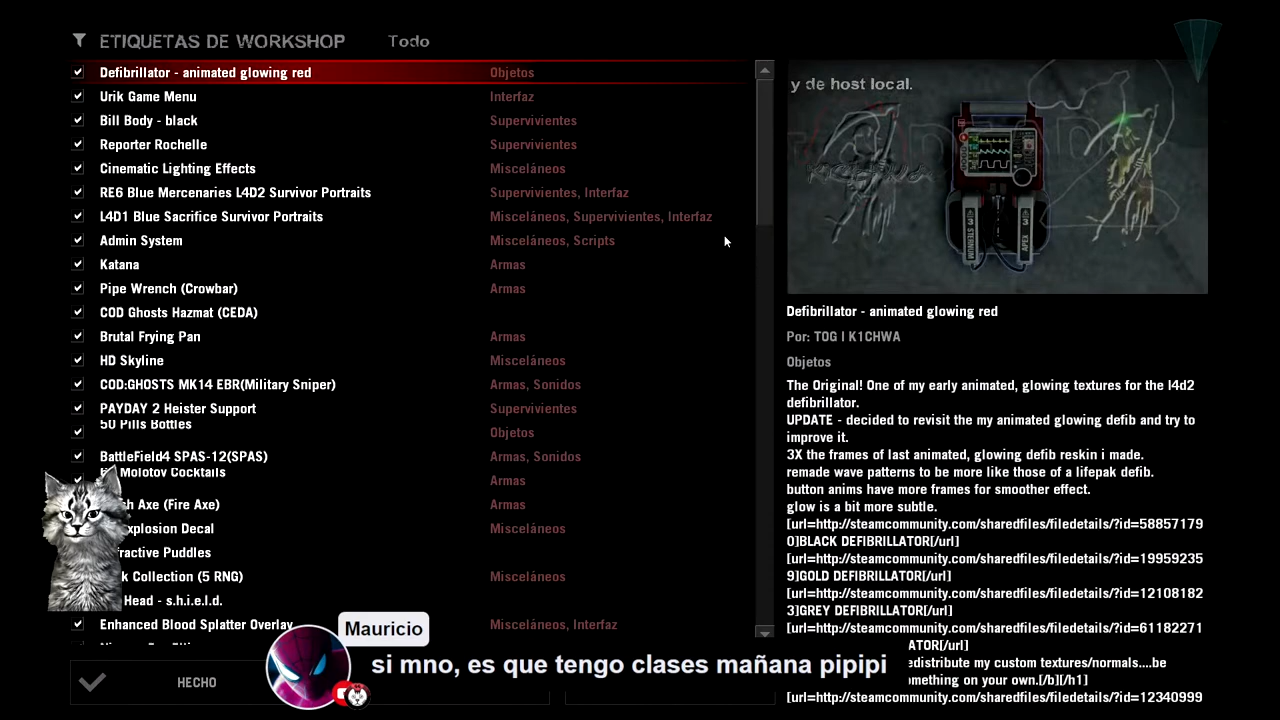 ETIQUETAS DE WORKSHOP Todo
Defibrillator - animated glowing red Objetos
Urik Game Menu Interfaz
Bill Body - black Supervivientes
Reporter Rochelle Supervivientes
Cinematic Lighting Effects Misceláneos
RE6 Blue Mercenaries L4D2 Survivor Portraits Supervivientes, Interfaz
L4D1 Blue Sacrifice Survivor Portraits Misceláneos, Supervivientes, Interfaz
Admin System Misceláneos, Scripts
Katana Armas
Pipe Wrench (Crowbar) Armas
COD Ghosts Hazmat (CEDA)
Brutal Frying Pan Armas
HD Skyline Misceláneos
COD:GHOSTS MK14 EBR(Military Sniper) Armas, Sonidos
PAYDAY 2 Heister Support Supervivientes
50 Pills Bottles Objetos
BattleField4 SPAS-12(SPAS) Armas, Sonidos
Molotov Cocktails Armas
sh Axe (Fire Axe) Armas
xplosion Decal Misceláneos
fractive Puddles
k Collection (5 RNG) Misceláneos
Head - s.h.i.e.l.d.
Enhanced Blood Splatter Overlay Misceláneos, Interfaz
HECHO
Mauricio
si mno, es que tengo clases mañana pipipi
y de host local.
STERNUM
APEX
Defibrillator - animated glowing red
Por: TOG | K1CHWA
Objetos
The Original! One of my early animated, glowing textures for the l4d2
defibrillator.
UPDATE - decided to revisit the my animated glowing defib and try to
improve it.
3X the frames of last animated, glowing defib reskin i made.
remade wave patterns to be more like those of a lifepak defib.
button anims have more frames for smoother effect.
glow is a bit more subtle.
[url=http://steamcommunity.com/sharedfiles/filedetails/?id=58857179
0]BLACK DEFIBRILLATOR[/url]
[url=http://steamcommunity.com/sharedfiles/filedetails/?id=19959235
9]GOLD DEFIBRILLATOR[/url]
[url=http://steamcommunity.com/sharedfiles/filedetails/?id=12108182
3]GREY DEFIBRILLATOR[/url]
[url=http://steamcommunity.com/sharedfiles/filedetails/?id=61182271
ATOR[/url]
edistribute my custom textures/normals....be
mething on your own.[/b][/h1]
[url=http://steamcommunity.com/sharedfiles/filedetails/?id=12340999